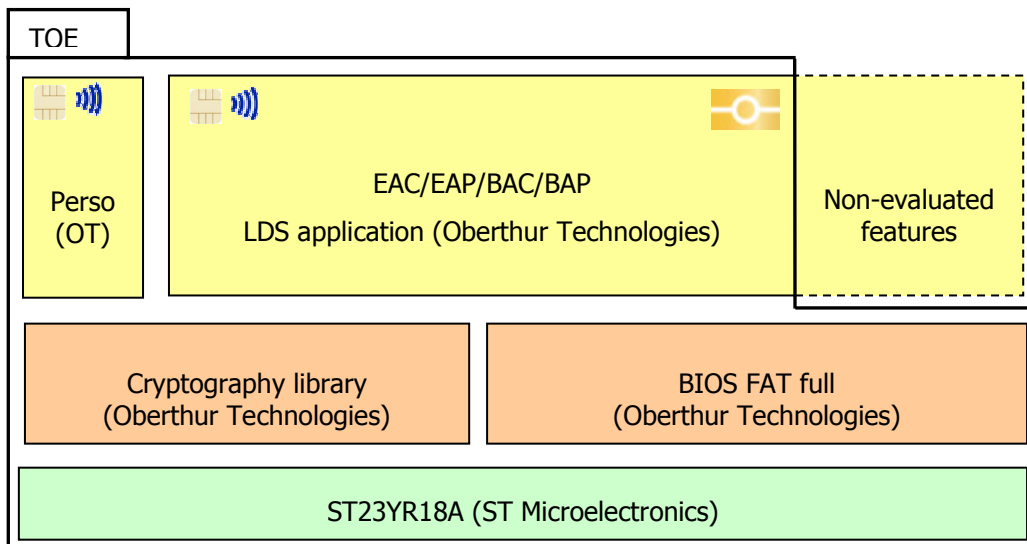 TOE
Perso
(OT)
EAC/EAP/BAC/BAP
LDS application (Oberthur Technologies)
Non-evaluated
features
Cryptography library
(Oberthur Technologies)
BIOS FAT full
(Oberthur Technologies)
ST23YR18A (ST Microelectronics)